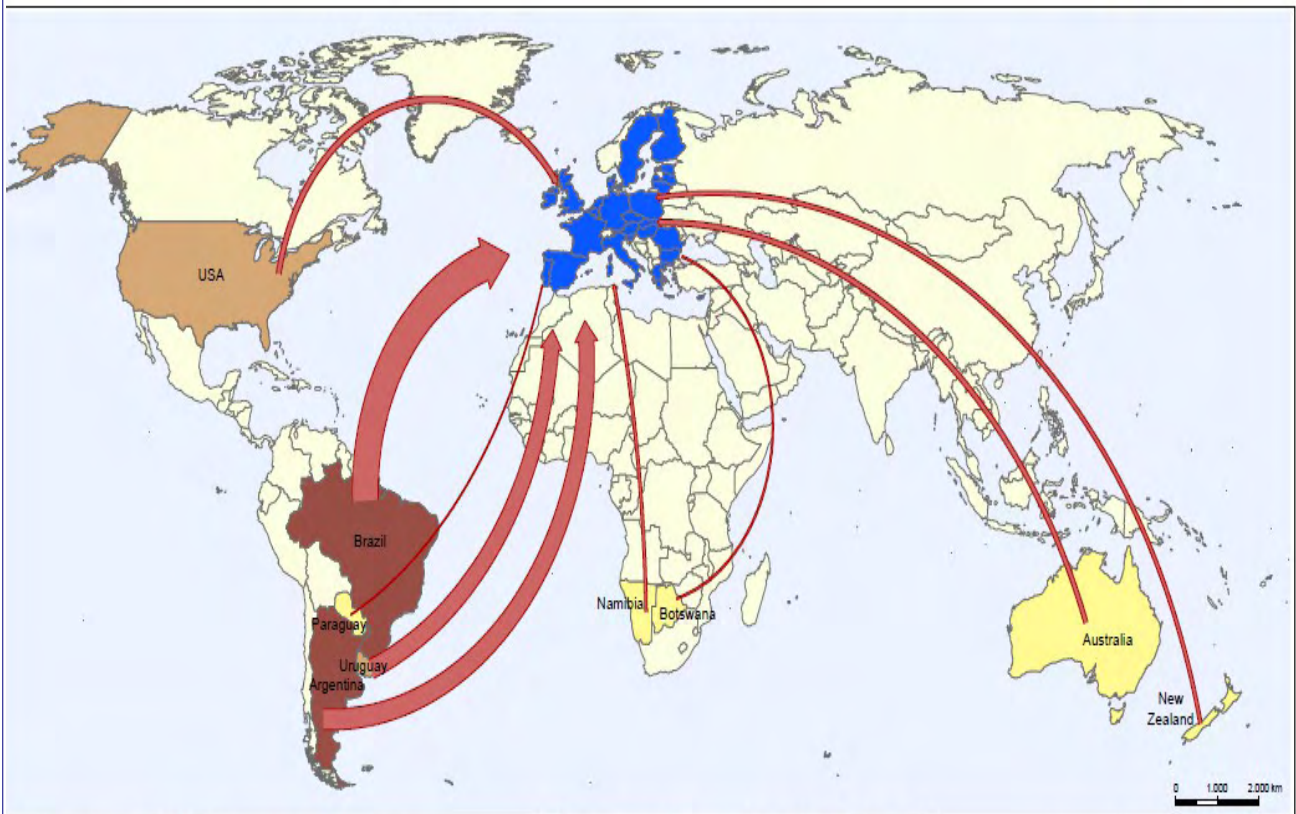 USA
Brazil
Paraguay
Uruguay
Argentina
Namibia
Botswana
Australia
New
Zealand
0 1.000 2.000 km